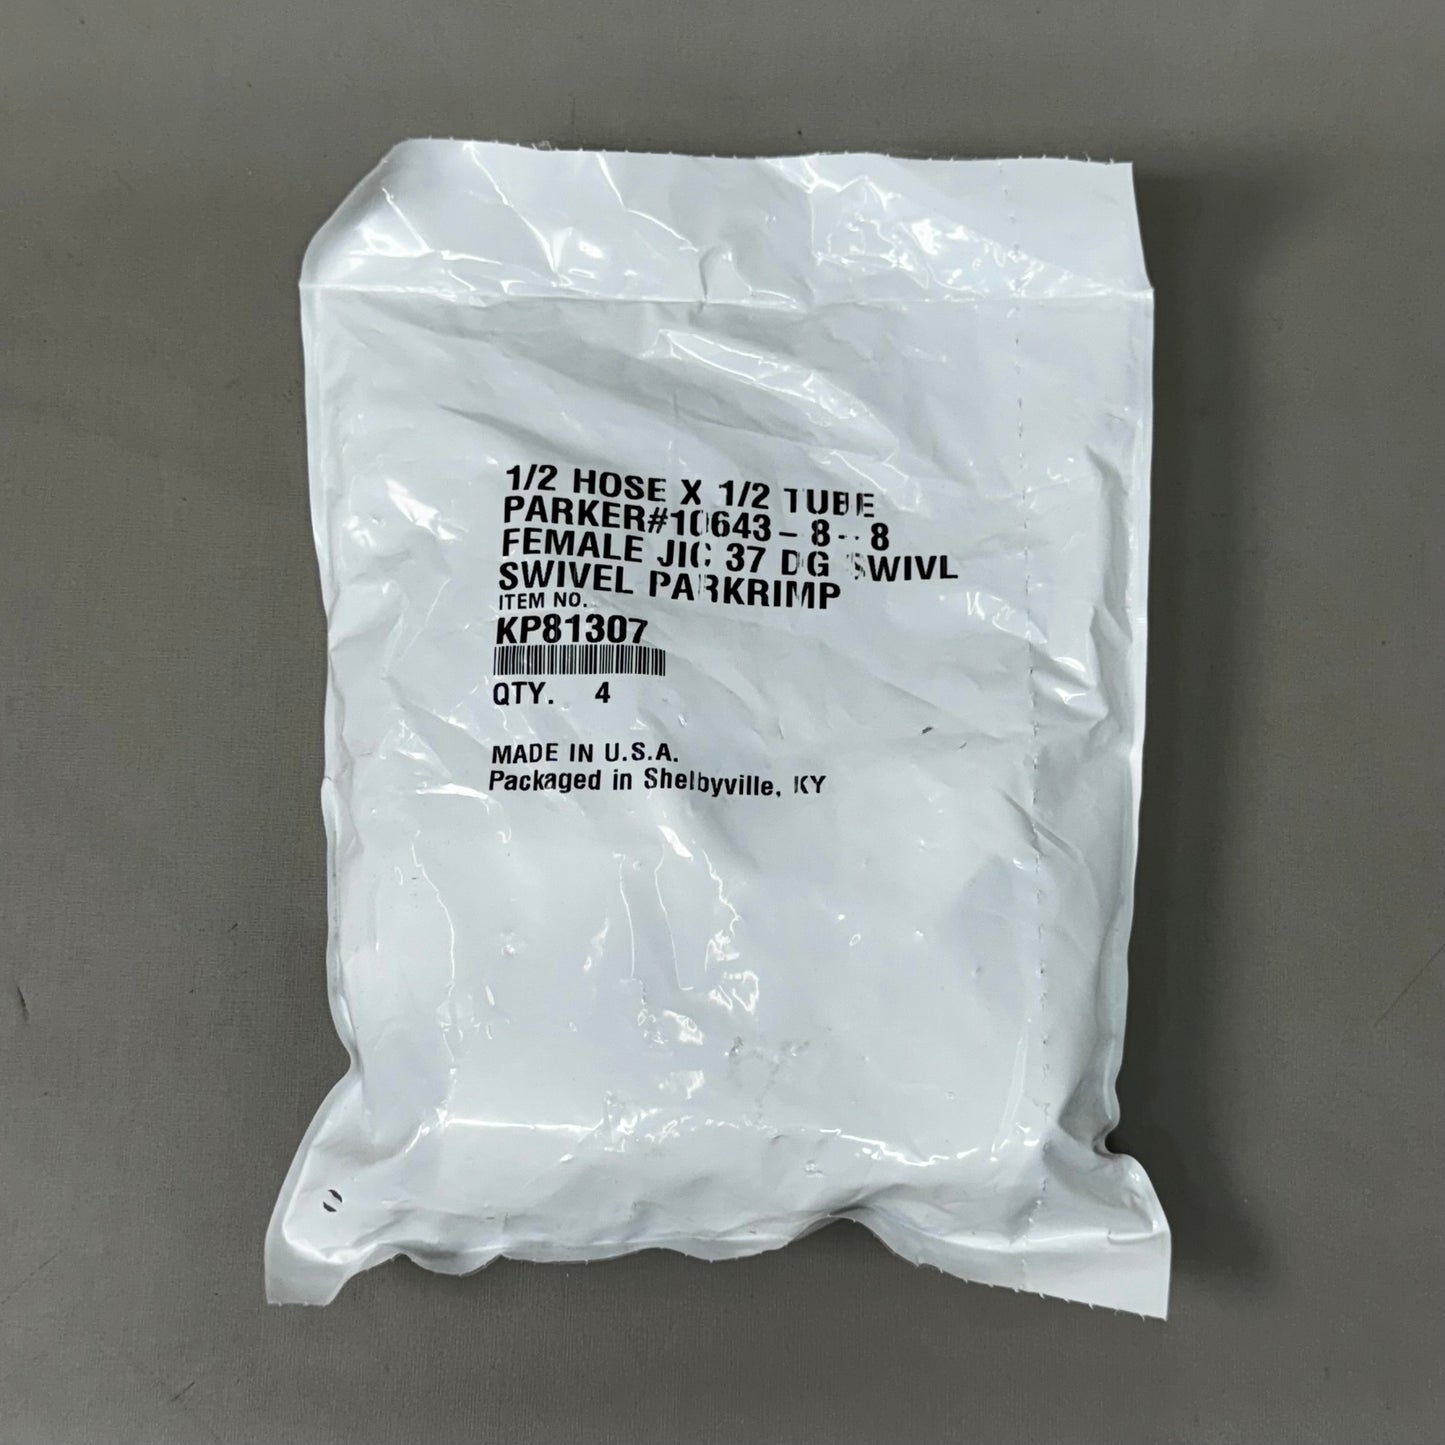 1/2 HOSE X 1/2 TUBE
PARKER#10643-8-8
FEMALE JIC 37 DG SWIVL
SWIVEL PARKRIMP
ITEM NO.
KP81307
QTY. 4
MADE IN U.S.A.
Packaged in Shelbyville, KY